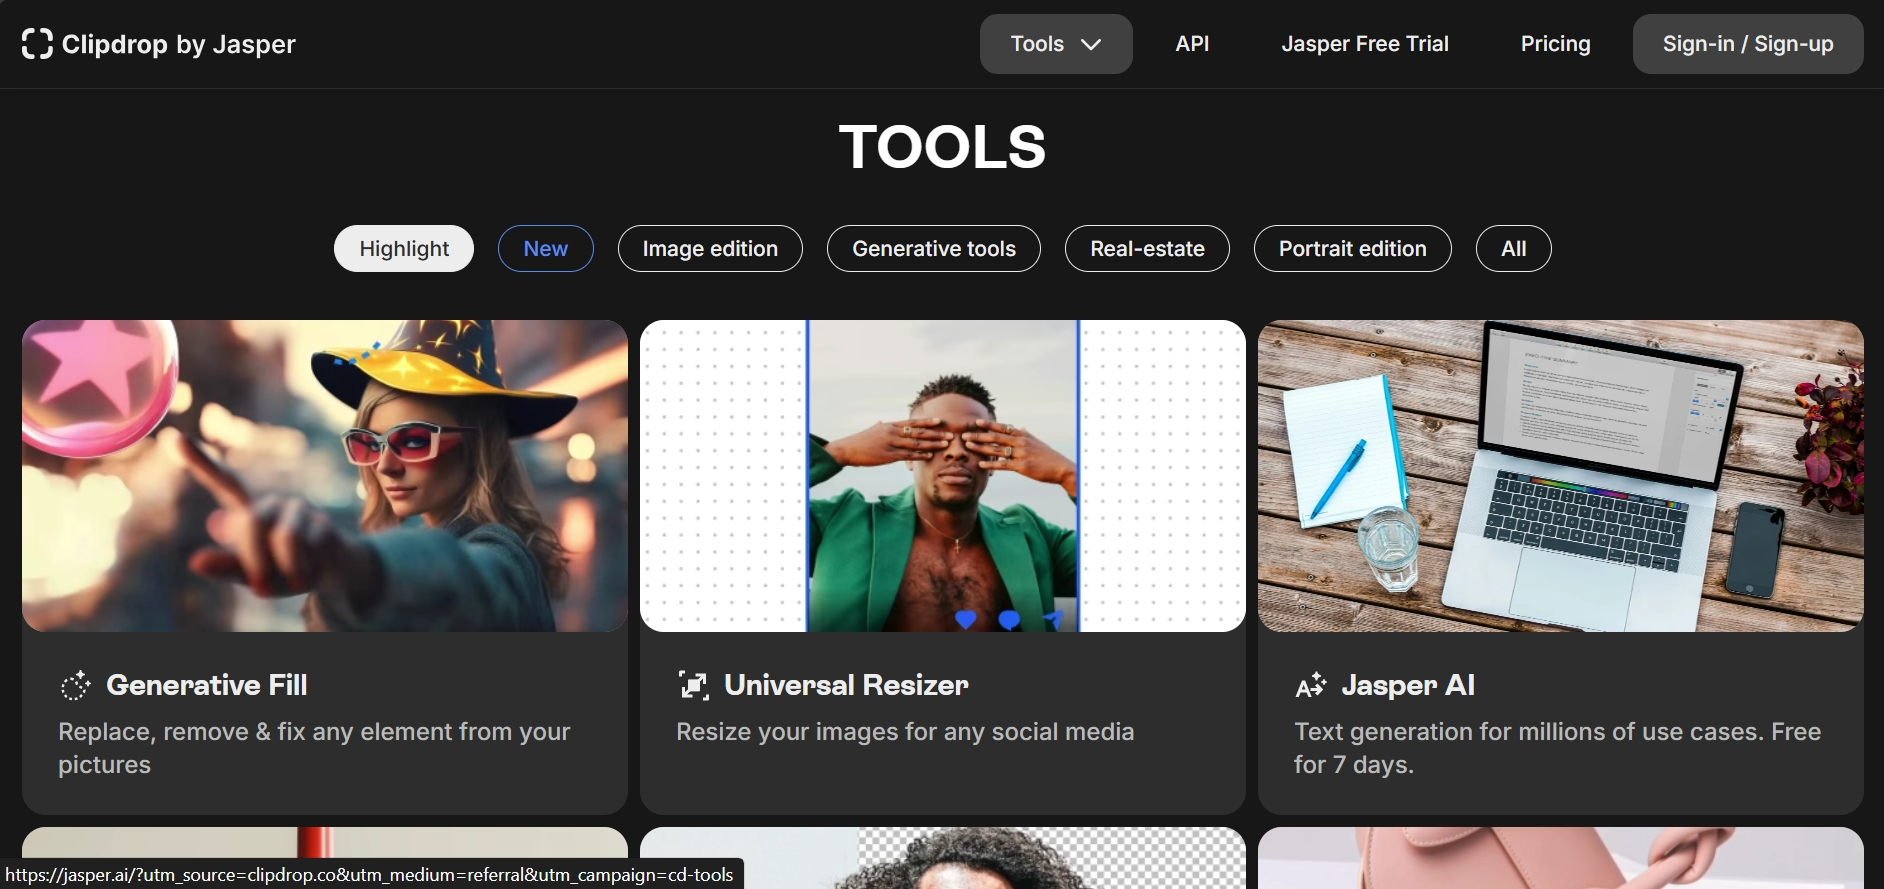 Clipdrop by Jasper
Tools
API
Jasper Free Trial
Pricing
Sign-in / Sign-up
TOOLS
Highlight
New
Image edition
Generative tools
Real-estate
Portrait edition
All
Generative Fill
Replace, remove & fix any element from your
pictures
Universal Resizer
Resize your images for any social media
Jasper AI
Text generation for millions of use cases. Free
for 7 days.
https://jasper.ai/?utm_source=clipdrop.co&utm_medium=referral&utm_campaign=cd-tools